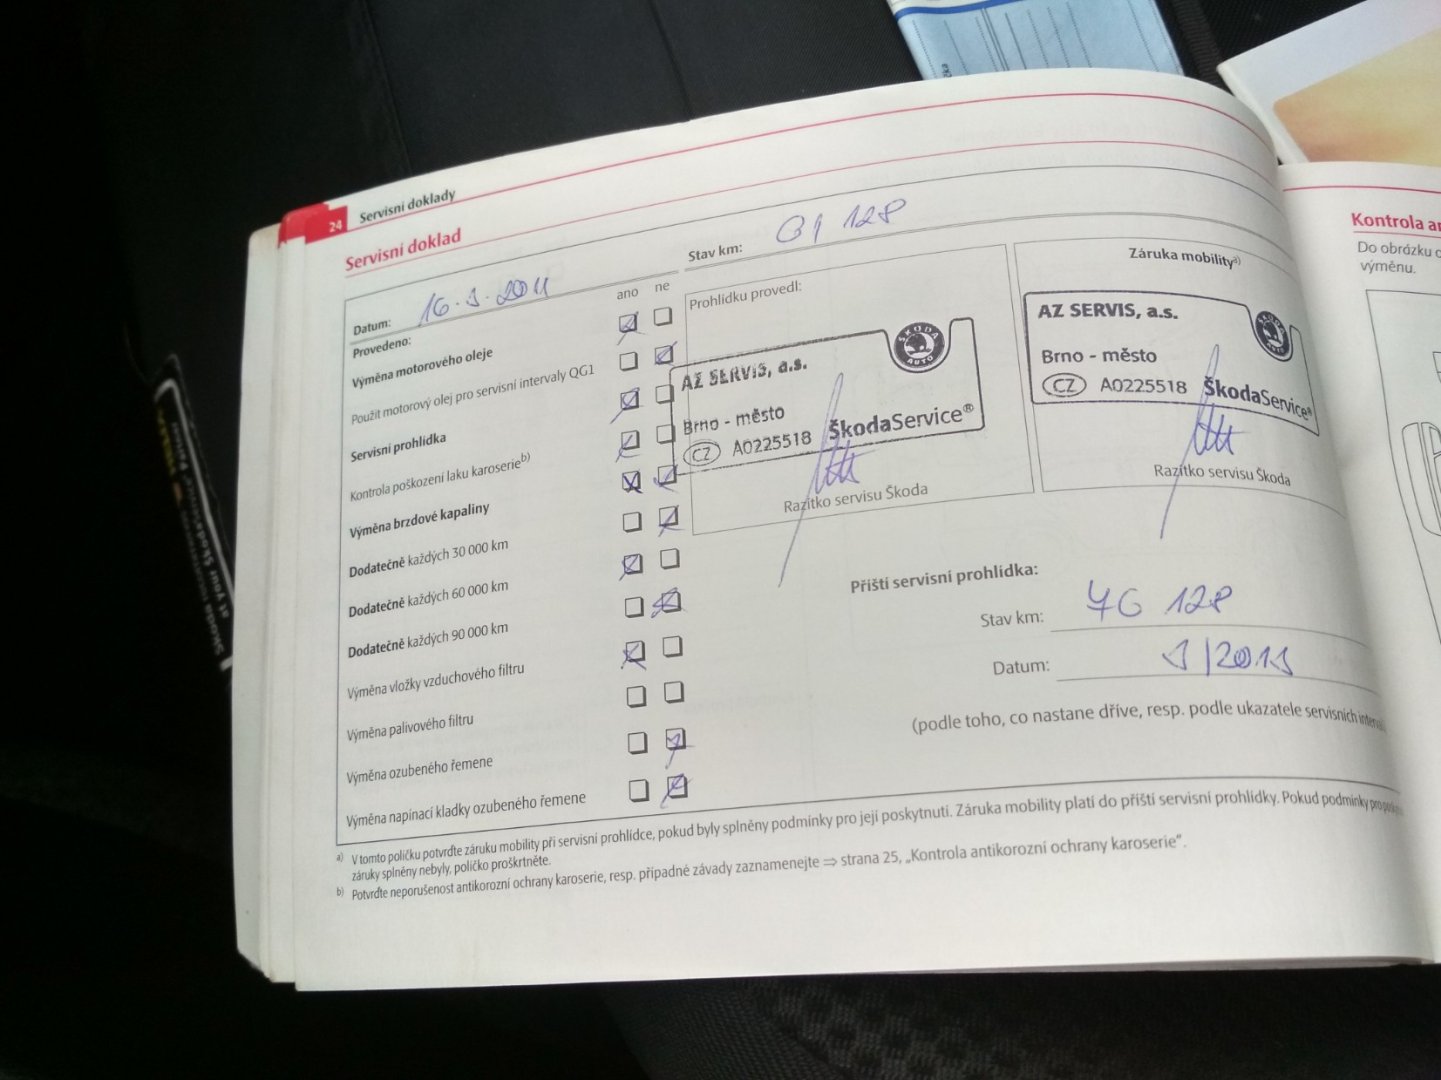 24 Servisní doklady
Servisní doklad
Datum: 16.3.2011
Stav km: 61 128
Provedeno:
ano ne
Výměna motorového oleje
Použit motorový olej pro servisní intervaly QG1
Servisní prohlídka
Kontrola poškození laku karoserie b)
Výměna brzdové kapaliny
Dodatečně každých 30 000 km
Dodatečně každých 60 000 km
Dodatečně každých 90 000 km
Výměna vložky vzduchového filtru
Výměna palivového filtru
Výměna ozubeného řemene
Výměna napínací kladky ozubeného řemene
Prohlídku provedl:
AZ SERVIS, a.s.
ŠKODA
AUTO
Brno - město
CZ A0225518 ŠkodaService®
Razítko servisu Škoda
Záruka mobility a)
AZ SERVIS, a.s.
Brno - město
CZ A0225518 ŠkodaService®
Razítko servisu Škoda
Příští servisní prohlídka:
Stav km: 76 128
Datum:
(podle toho, co nastane dříve, resp. podle ukazatele servisních
a) V tomto políčku potvrďte záruku mobility při servisní prohlídce, pokud byly splněny podmínky pro její poskytnutí. Záruka mobility platí do příští servisní prohlídky. Pokud podmínky pro
záruky splněny nebyly, políčko proškrtněte.
b) Potvrďte neporušenost antikorozní ochrany karoserie, resp. případné závady zaznamenejte ⇒ strana 25, „Kontrola antikorozní ochrany karoserie“.
Kontrola
Do obrázku
výměnu.